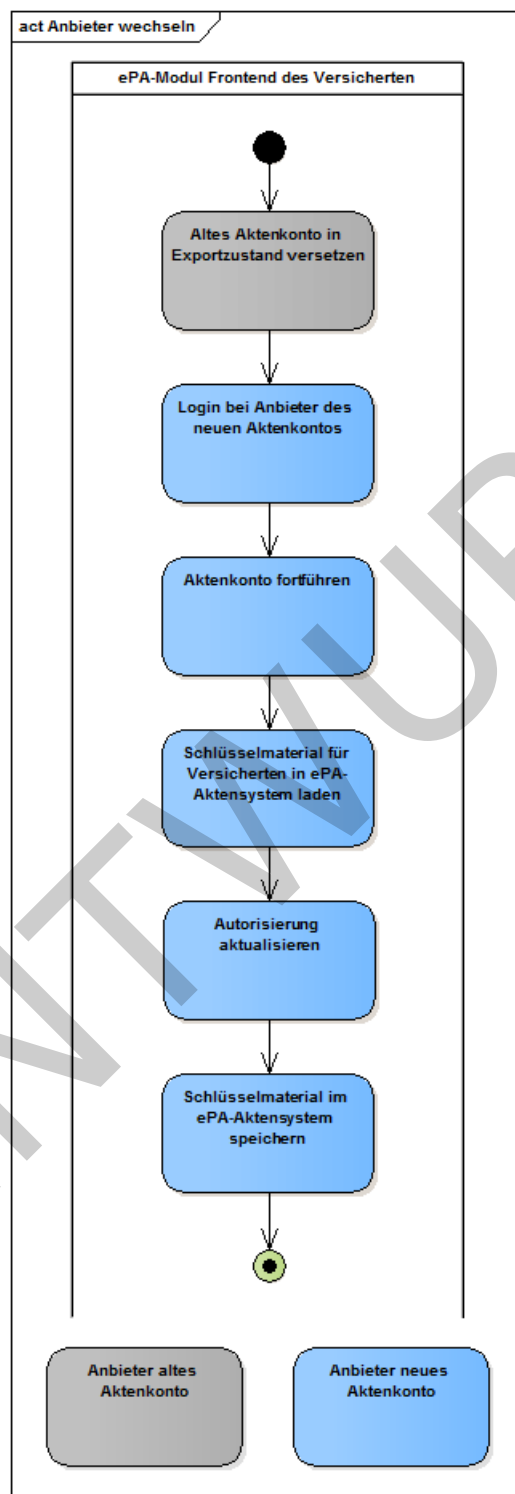 act Anbieter wechseln
ePA-Modul Frontend des Versicherten
Altes Aktenkonto in
Exportzustand versetzen
Login bei Anbieter des
neuen Aktenkontos
Aktenkonto fortführen
Schlüsselmaterial für
Versicherten in ePA-
Aktensystem laden
Autorisierung
aktualisieren
Schlüsselmaterial im
ePA-Aktensystem
speichern
Anbieter altes
Aktenkonto
Anbieter neues
Aktenkonto